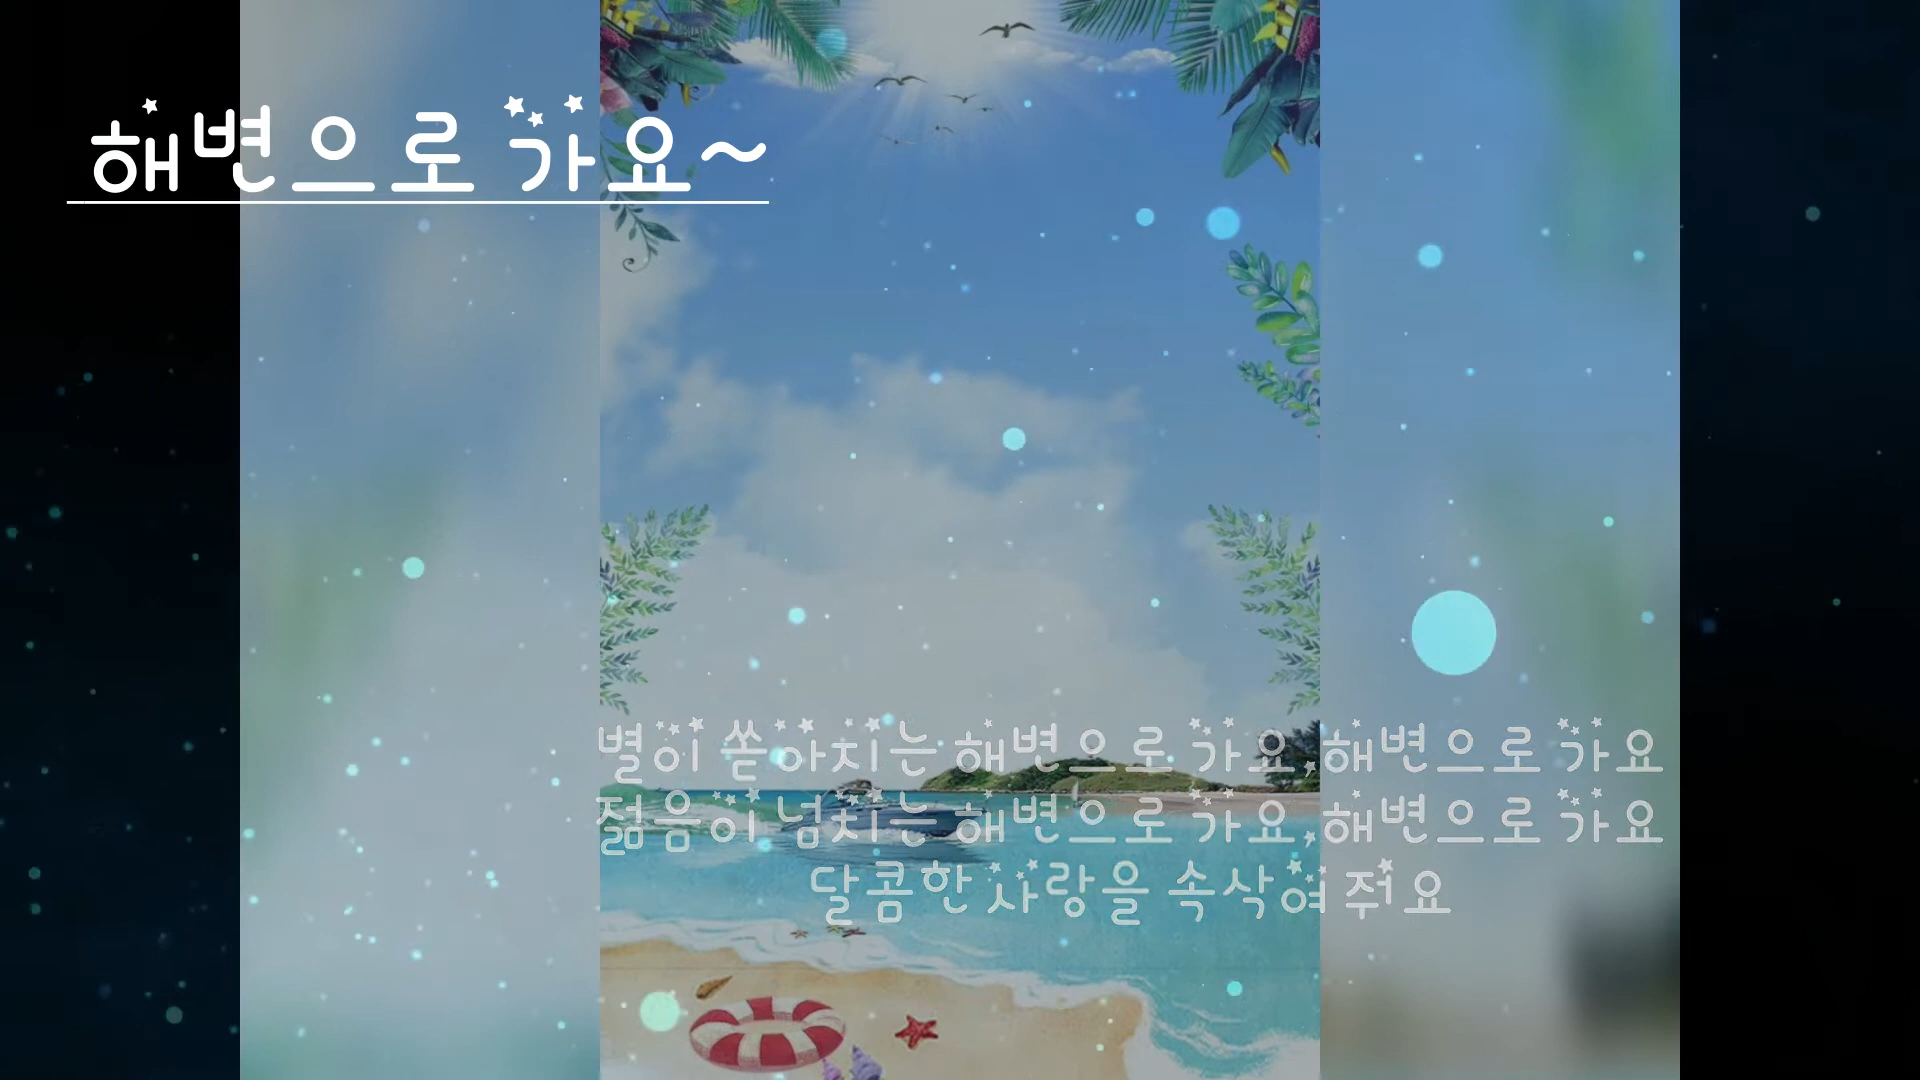 해변으로 가요~
별이 쏟아지는 해변으로 가요,해변으로 가요
젊음이 넘치는 해변으로 가요,해변으로 가요
달콤한 사랑을 속삭여 줘요